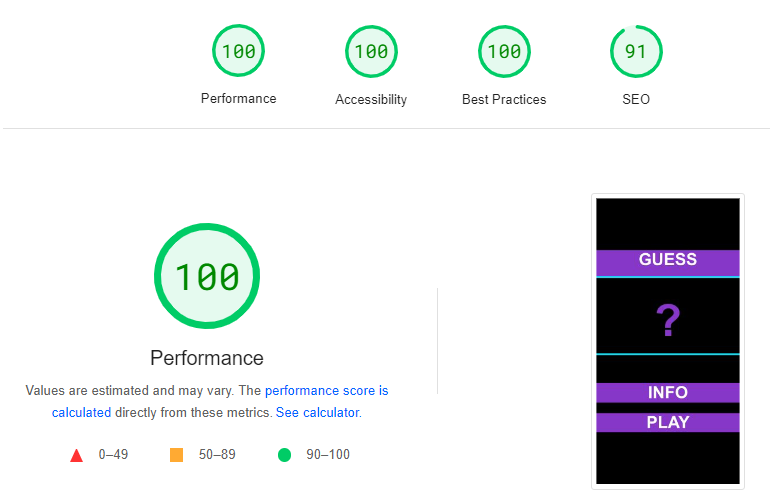 100 100 100 91
Performance Accessibility Best Practices SEO
100
Performance
Values are estimated and may vary. The performance score is
calculated directly from these metrics. See calculator.
0–49 50–89 90–100
GUESS
?
INFO
PLAY